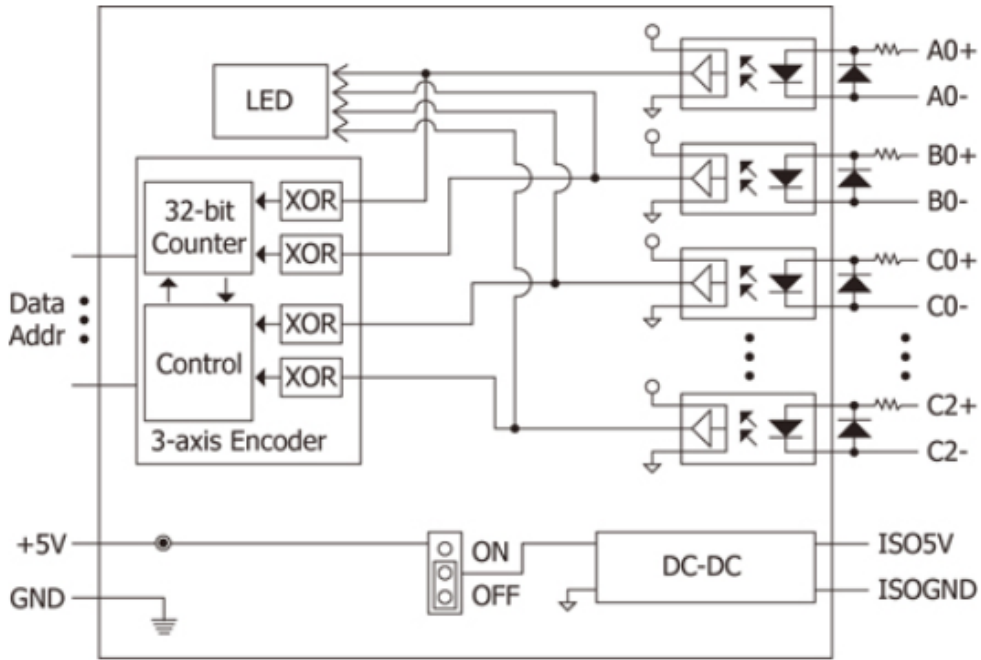 A0+
LED
A0-
B0+
XOR
B0-
32-bit
Counter
XOR
C0+
Data
Addr
C0-
XOR
Control
XOR
C2+
3-axis Encoder
C2-
+5V
ON
DC-DC
ISO5V
GND
OFF
ISOGND